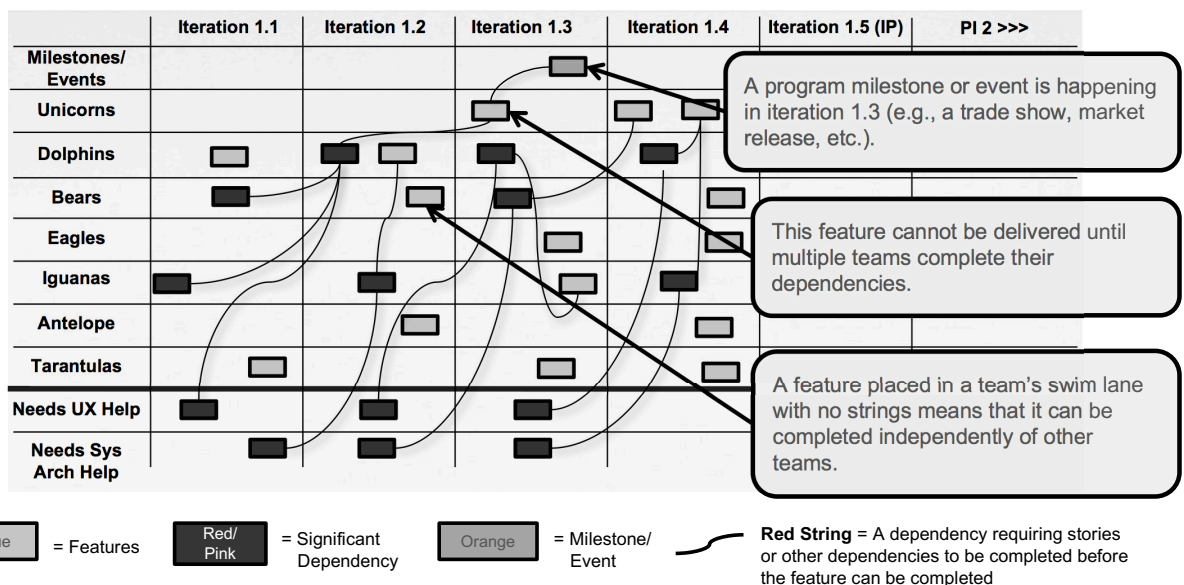 Iteration 1.1 Iteration 1.2 Iteration 1.3 Iteration 1.4 Iteration 1.5 (IP) PI 2 >>>
Milestones/
Events
Unicorns
Dolphins
Bears
Eagles
Iguanas
Antelope
Tarantulas
Needs UX Help
Needs Sys
Arch Help
A program milestone or event is happening
in iteration 1.3 (e.g., a trade show, market
release, etc.).
This feature cannot be delivered until
multiple teams complete their
dependencies.
A feature placed in a team's swim lane
with no strings means that it can be
completed independently of other
teams.
= Features
Red/
Pink
= Significant
Dependency
Orange
= Milestone/
Event
Red String = A dependency requiring stories
or other dependencies to be completed before
the feature can be completed